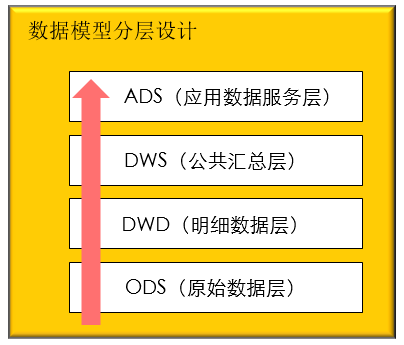 数据模型分层设计
ADS（应用数据服务层）
DWS（公共汇总层）
DWD（明细数据层）
ODS（原始数据层）